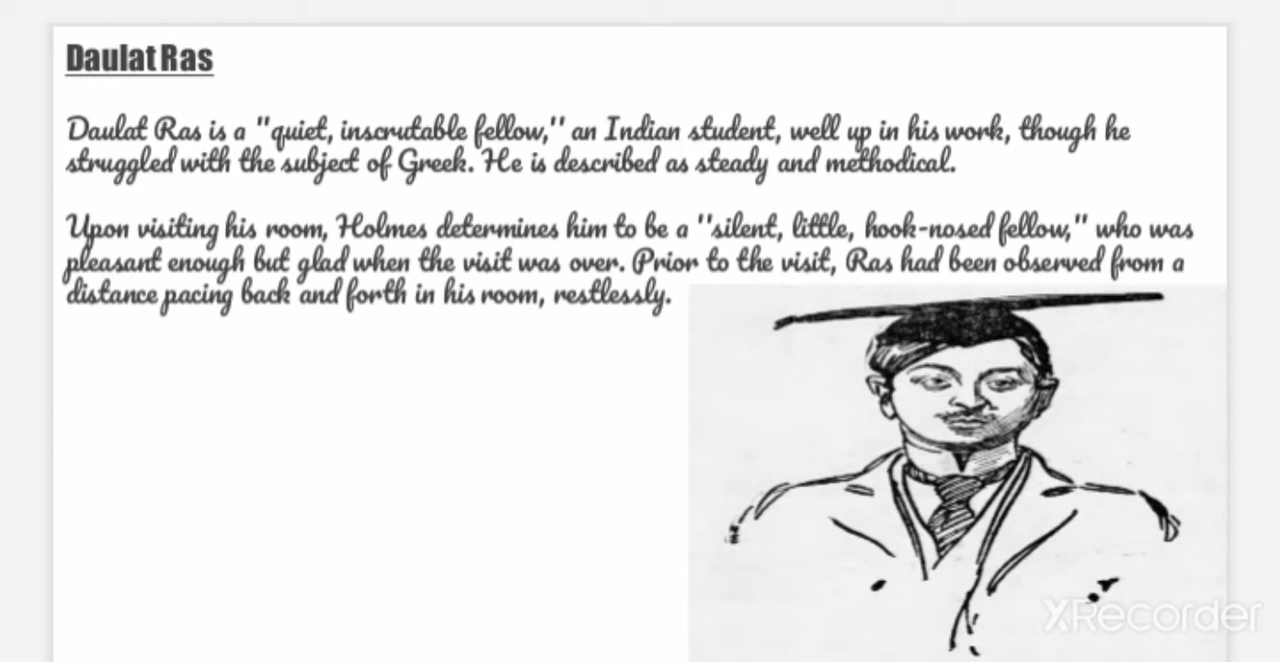 Daulat Ras
Daulat Ras is a "quiet, inscrutable fellow," an Indian student, well up in his work, though he
struggled with the subject of Greek. He is described as steady and methodical.
Upon visiting his room, Holmes determines him to be a "silent, little, hook-nosed fellow," who was
pleasant enough but glad when the visit was over. Prior to the visit, Ras had been observed from a
distance pacing back and forth in his room, restlessly.
XRecorder